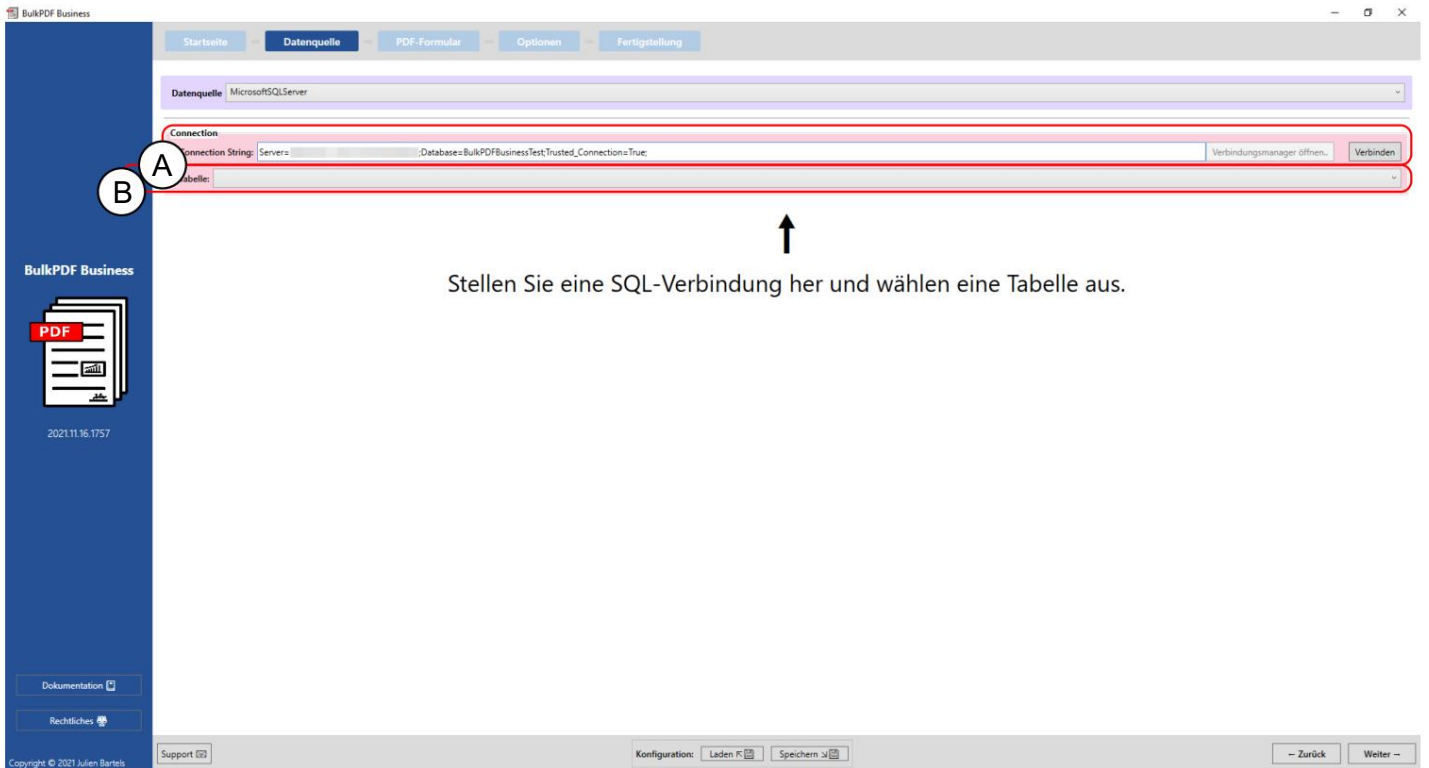 BulkPDF Business
Startseite Datenquelle PDF-Formular Optionen Fertigstellung
Datenquelle MicrosoftSQLServer
Connection
Connection String: Server= ;Database=BulkPDFBusinessTest;Trusted_Connection=True; Verbindungsmanager öffnen.. Verbinden
A
Tabelle:
B
Stellen Sie eine SQL-Verbindung her und wählen eine Tabelle aus.
BulkPDF Business
PDF
2021.11.16.1757
Dokumentation
Rechtliches
Copyright © 2021 Julien Bartels
Support Konfiguration: Laden Speichern ← Zurück Weiter →